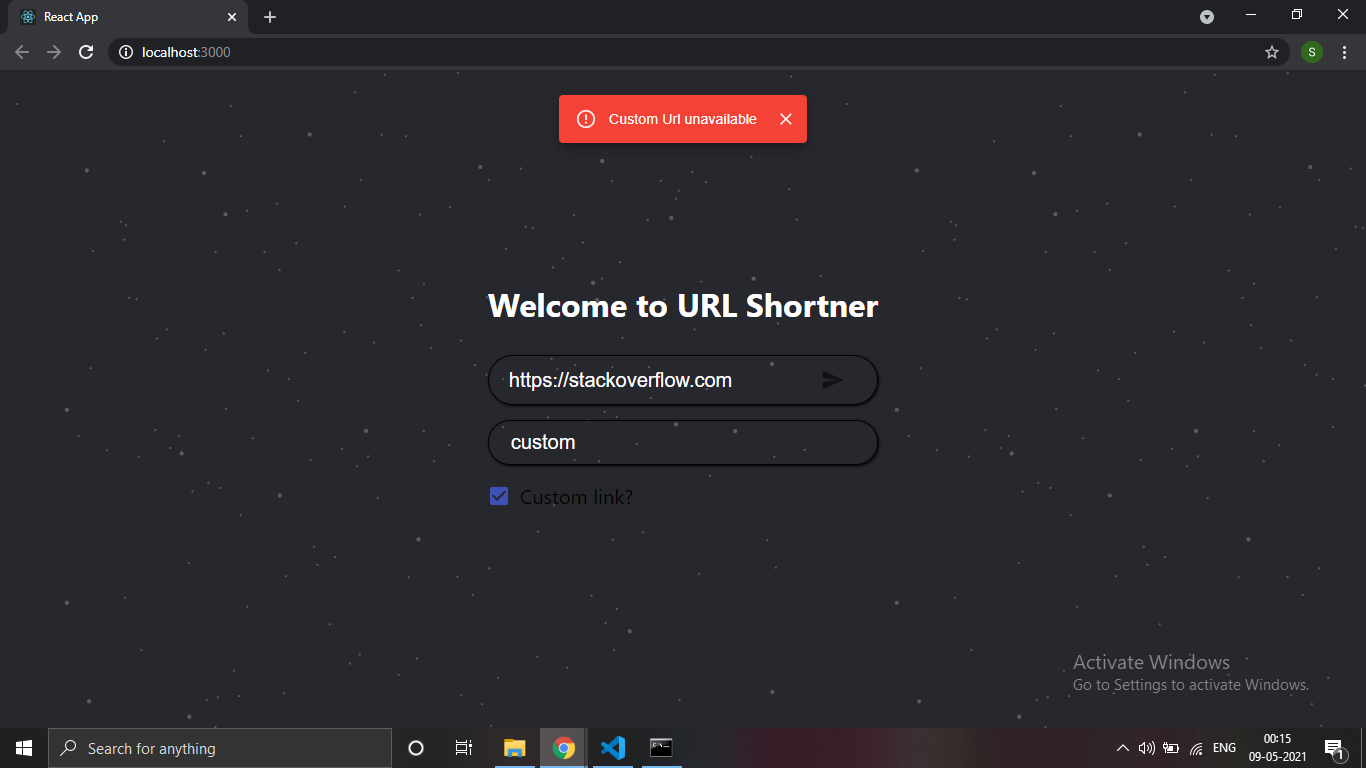 React App
localhost:3000
S
Custom Url unavailable
Welcome to URL Shortner
https://stackoverflow.com
custom
Custom link?
Activate Windows
Go to Settings to activate Windows.
Search for anything
ENG
00:15
09-05-2021
1